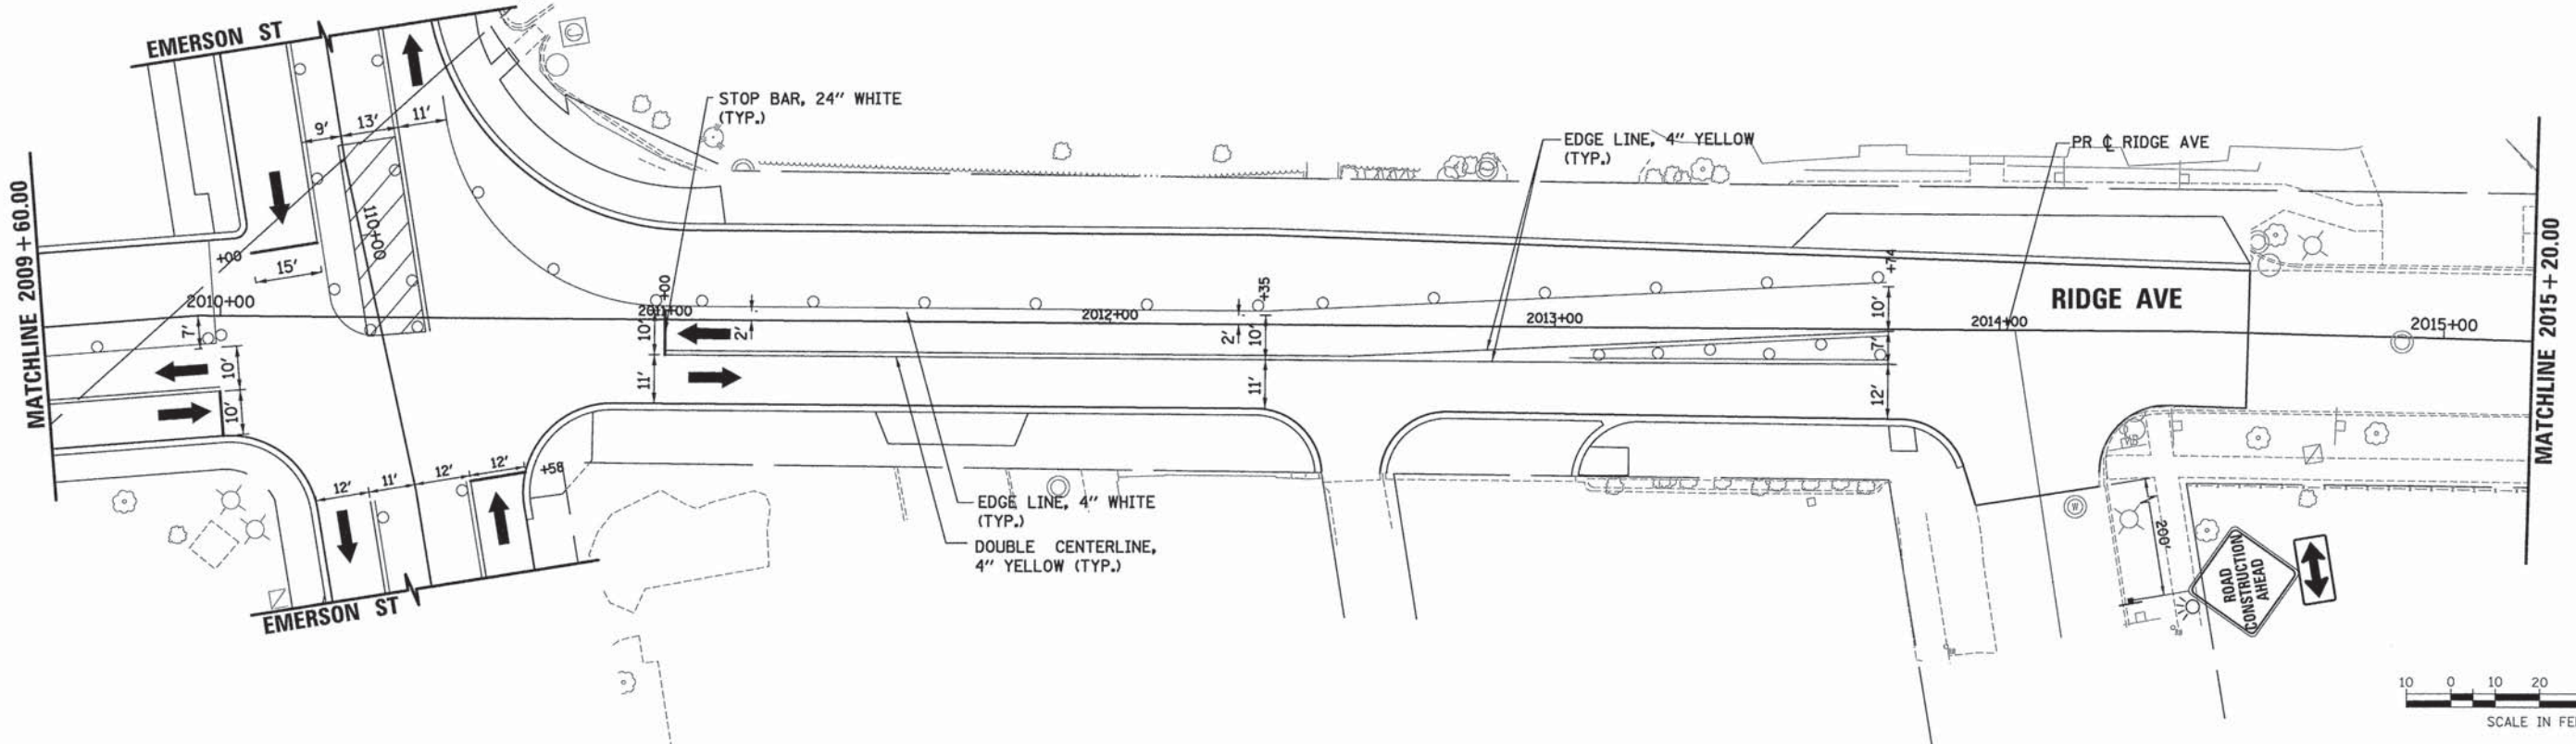 EMERSON ST
STOP BAR, 24" WHITE
(TYP.)
EDGE LINE, 4" YELLOW
(TYP.)
PR ℄ RIDGE AVE
9'
13'
11'
110+00
+00
15'
MATCHLINE 2009+60.00
2010+00
7'
10'
10'
+00
2011+00
10'
2'
11'
2012+00
+35
2'
10'
11'
2013+00
+74
10'
7'
12'
2014+00
RIDGE AVE
2015+00
MATCHLINE 2015+20.00
12'
11'
12'
12'
+58
EDGE LINE, 4" WHITE
(TYP.)
DOUBLE CENTERLINE,
4" YELLOW (TYP.)
EMERSON ST
W
200'
ROAD
CONSTRUCTION
AHEAD
10 0 10 20
SCALE IN FE